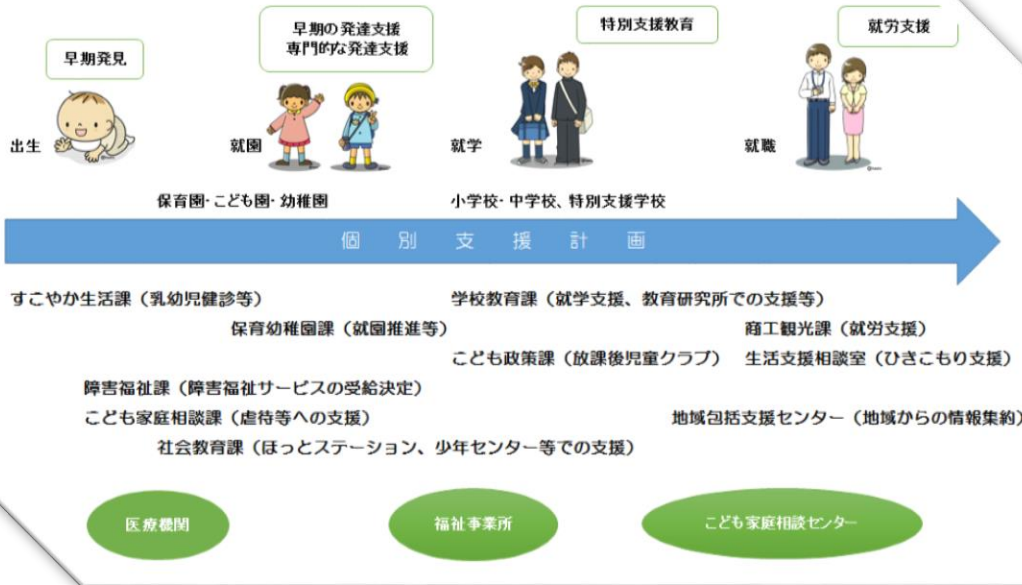 早期発見
早期の発達支援
専門的な発達支援
特別支援教育
就労支援
出生
就園
就学
就職
保育園・こども園・幼稚園
小学校・中学校、特別支援学校
個別支援計画
すこやか生活課（乳幼児健診等）
学校教育課（就学支援、教育研究所での支援等）
保育幼稚園課（就園推進等）
商工観光課（就労支援）
こども政策課（放課後児童クラブ）
生活支援相談室（ひきこもり支援）
障害福祉課（障害福祉サービスの受給決定）
こども家庭相談課（虐待等への支援）
地域包括支援センター（地域からの情報集約）
社会教育課（ほっとステーション、少年センター等での支援）
医療機関
福祉事業所
こども家庭相談センター